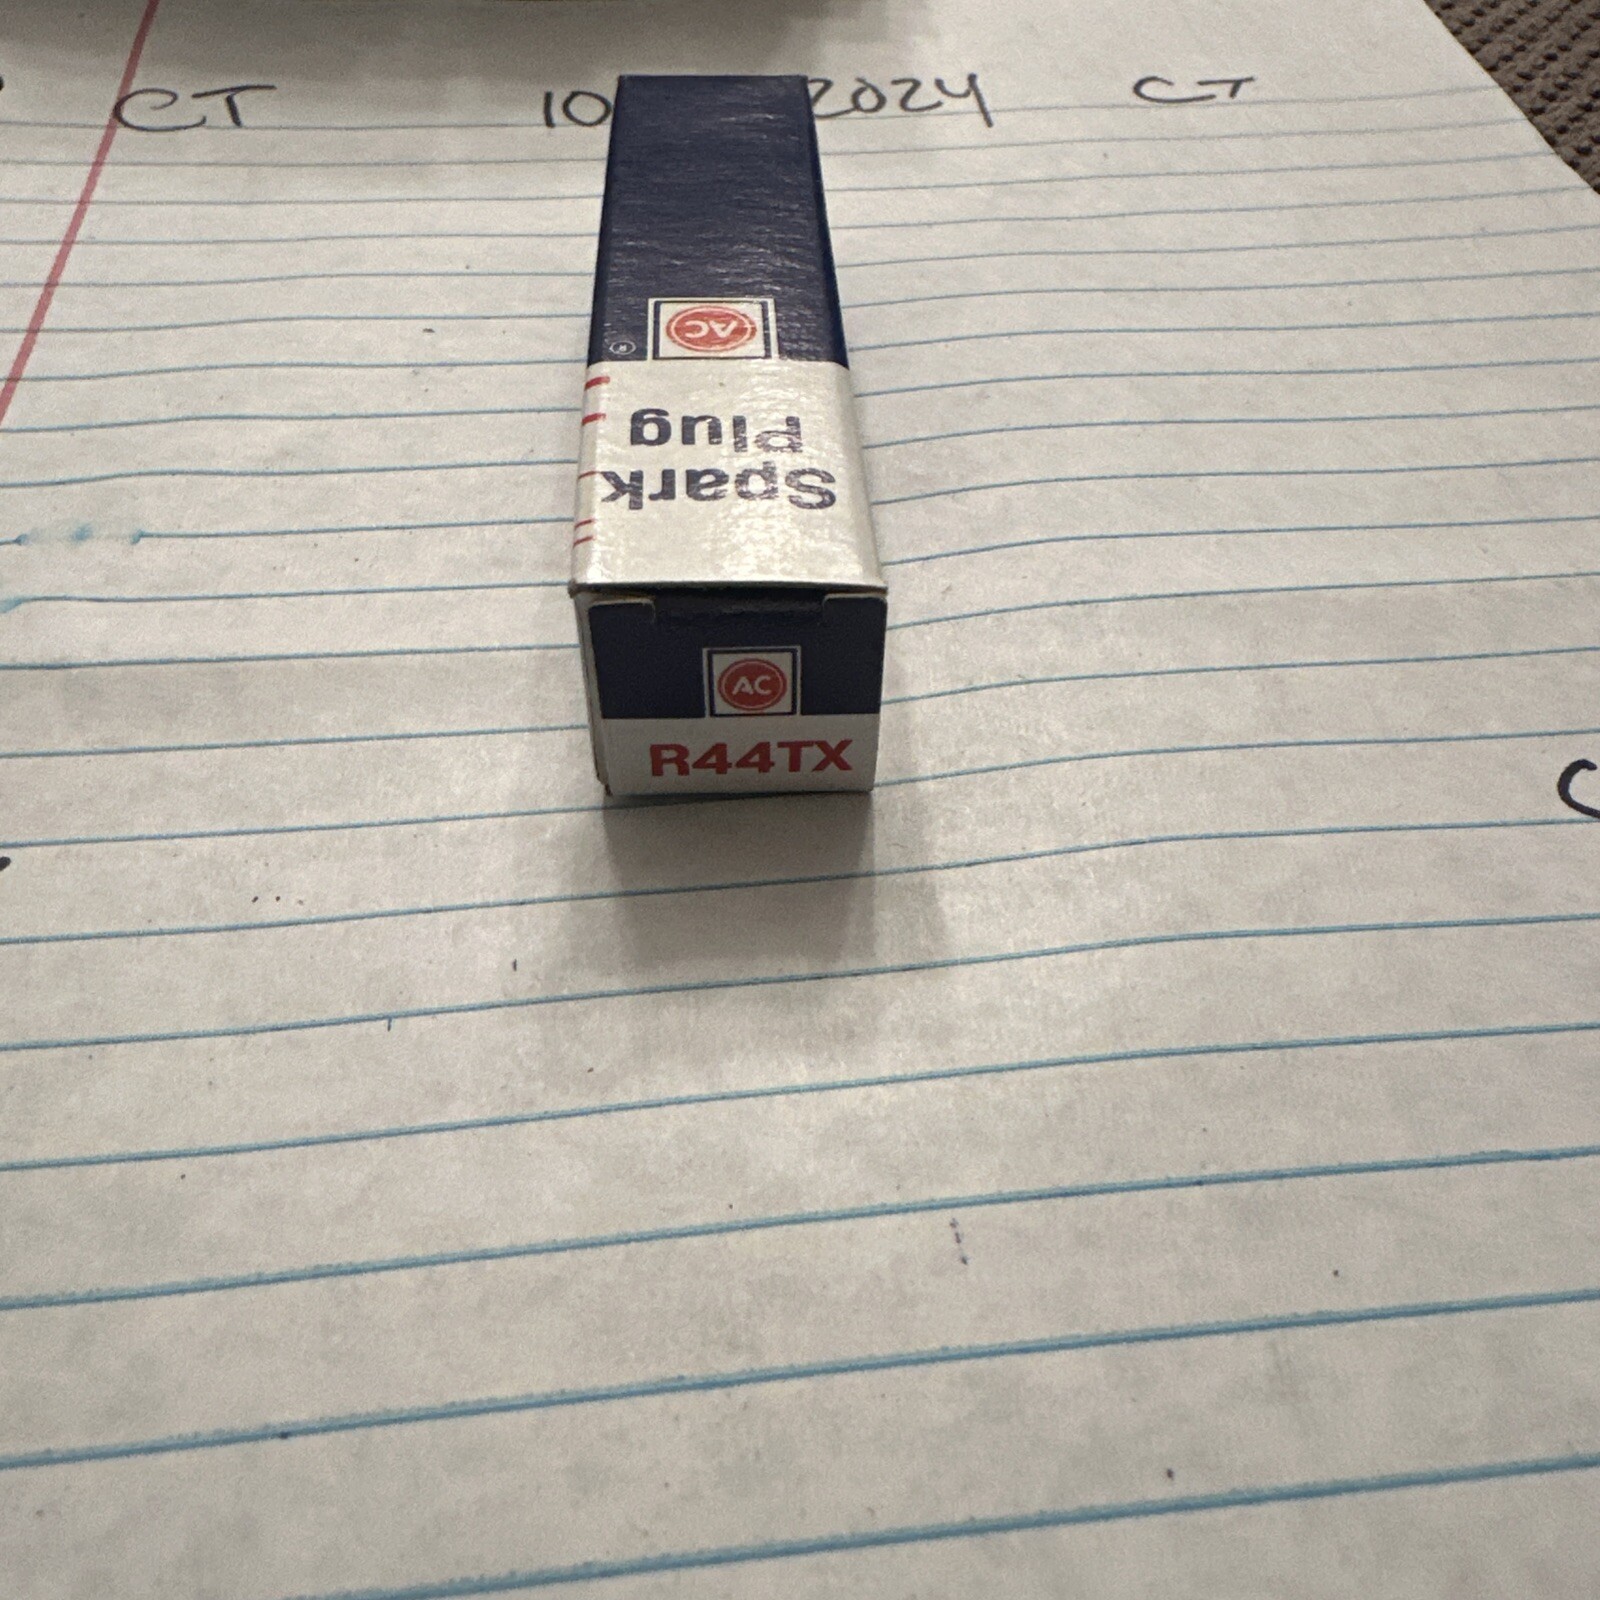 CT 10 2024 CT
AC
®
Spark
Plug
AC
R44TX